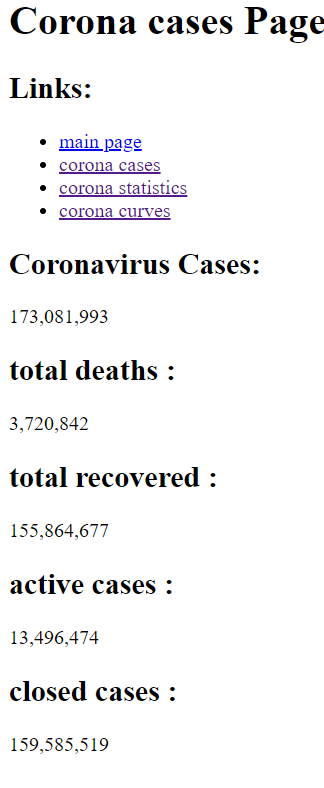 Corona cases Page
Links:
main page
corona cases
corona statistics
corona curves
Coronavirus Cases:
173,081,993
total deaths :
3,720,842
total recovered :
155,864,677
active cases :
13,496,474
closed cases :
159,585,519